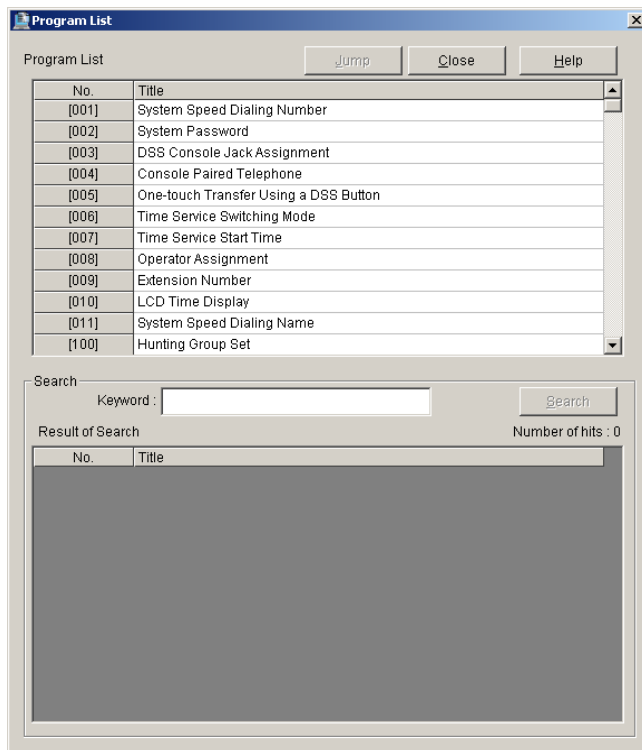 Program List
Program List Jump Close Help
No. Title
[001] System Speed Dialing Number
[002] System Password
[003] DSS Console Jack Assignment
[004] Console Paired Telephone
[005] One-touch Transfer Using a DSS Button
[006] Time Service Switching Mode
[007] Time Service Start Time
[008] Operator Assignment
[009] Extension Number
[010] LCD Time Display
[011] System Speed Dialing Name
[100] Hunting Group Set
Search
Keyword : Search
Result of Search Number of hits : 0
No. Title